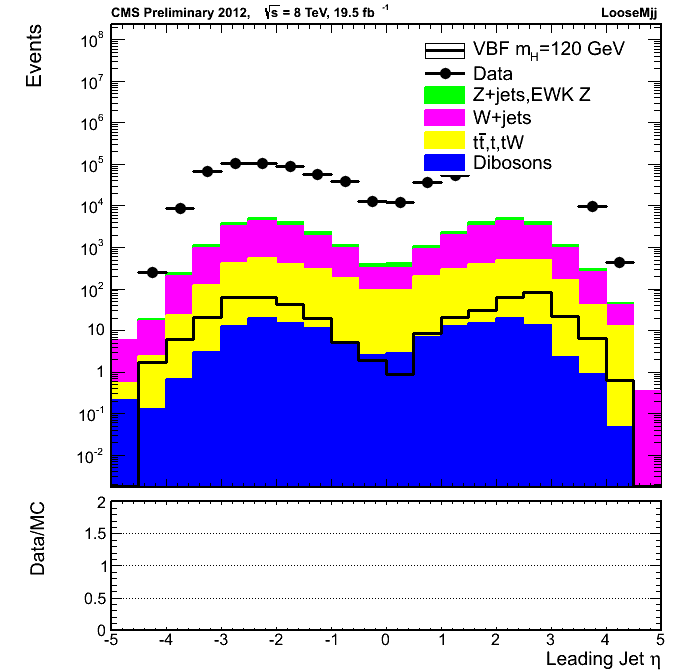 CMS Preliminary 2012, √s = 8 TeV, 19.5 fb⁻¹ LooseMjj
Events
VBF m_H=120 GeV
Data
Z+jets,EWK Z
W+jets
tt̄,t,tW
Dibosons
10⁸
10⁷
10⁶
10⁵
10⁴
10³
10²
10
1
10⁻¹
10⁻²
Data/MC
2
1.5
1
0.5
0
-5 -4 -3 -2 -1 0 1 2 3 4 5
Leading Jet η